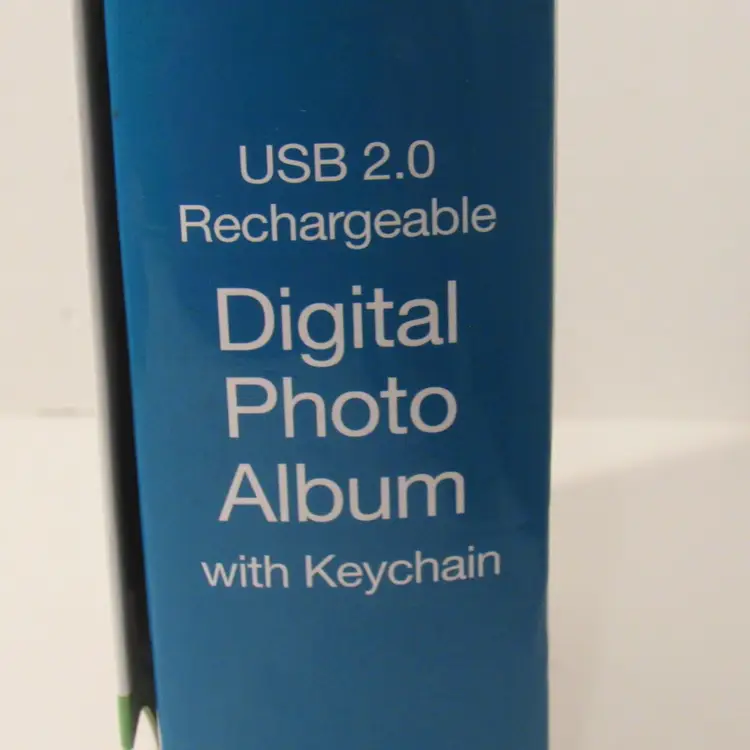 USB 2.0
Rechargeable
Digital
Photo
Album
with Keychain